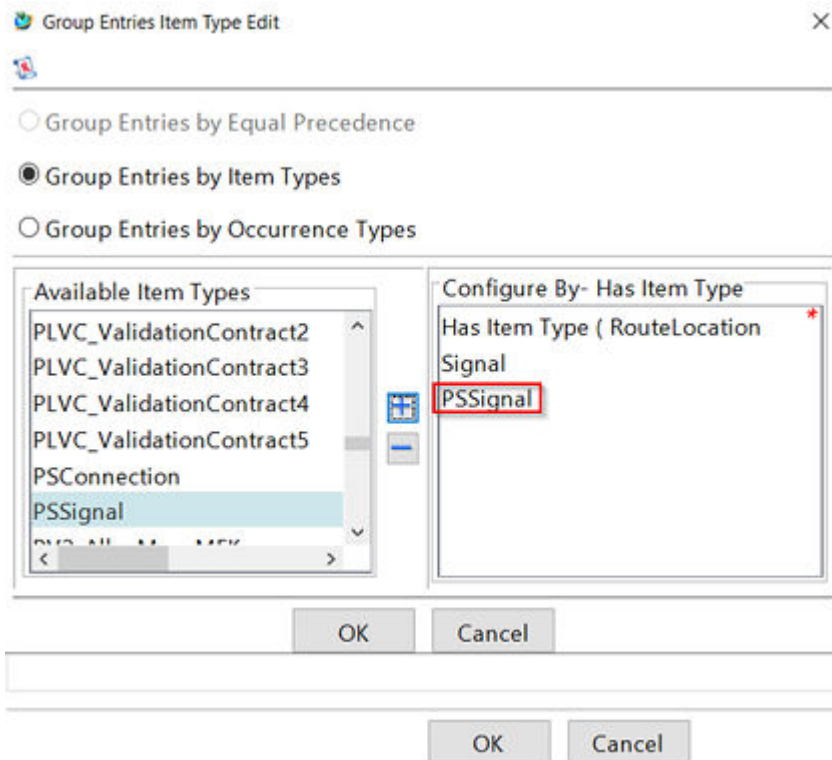 Group Entries Item Type Edit
Group Entries by Equal Precedence
Group Entries by Item Types
Group Entries by Occurrence Types
Available Item Types
PLVC_ValidationContract2
PLVC_ValidationContract3
PLVC_ValidationContract4
PLVC_ValidationContract5
PSConnection
PSSignal
Configure By- Has Item Type
Has Item Type ( RouteLocation
Signal
PSSignal
OK Cancel
OK Cancel